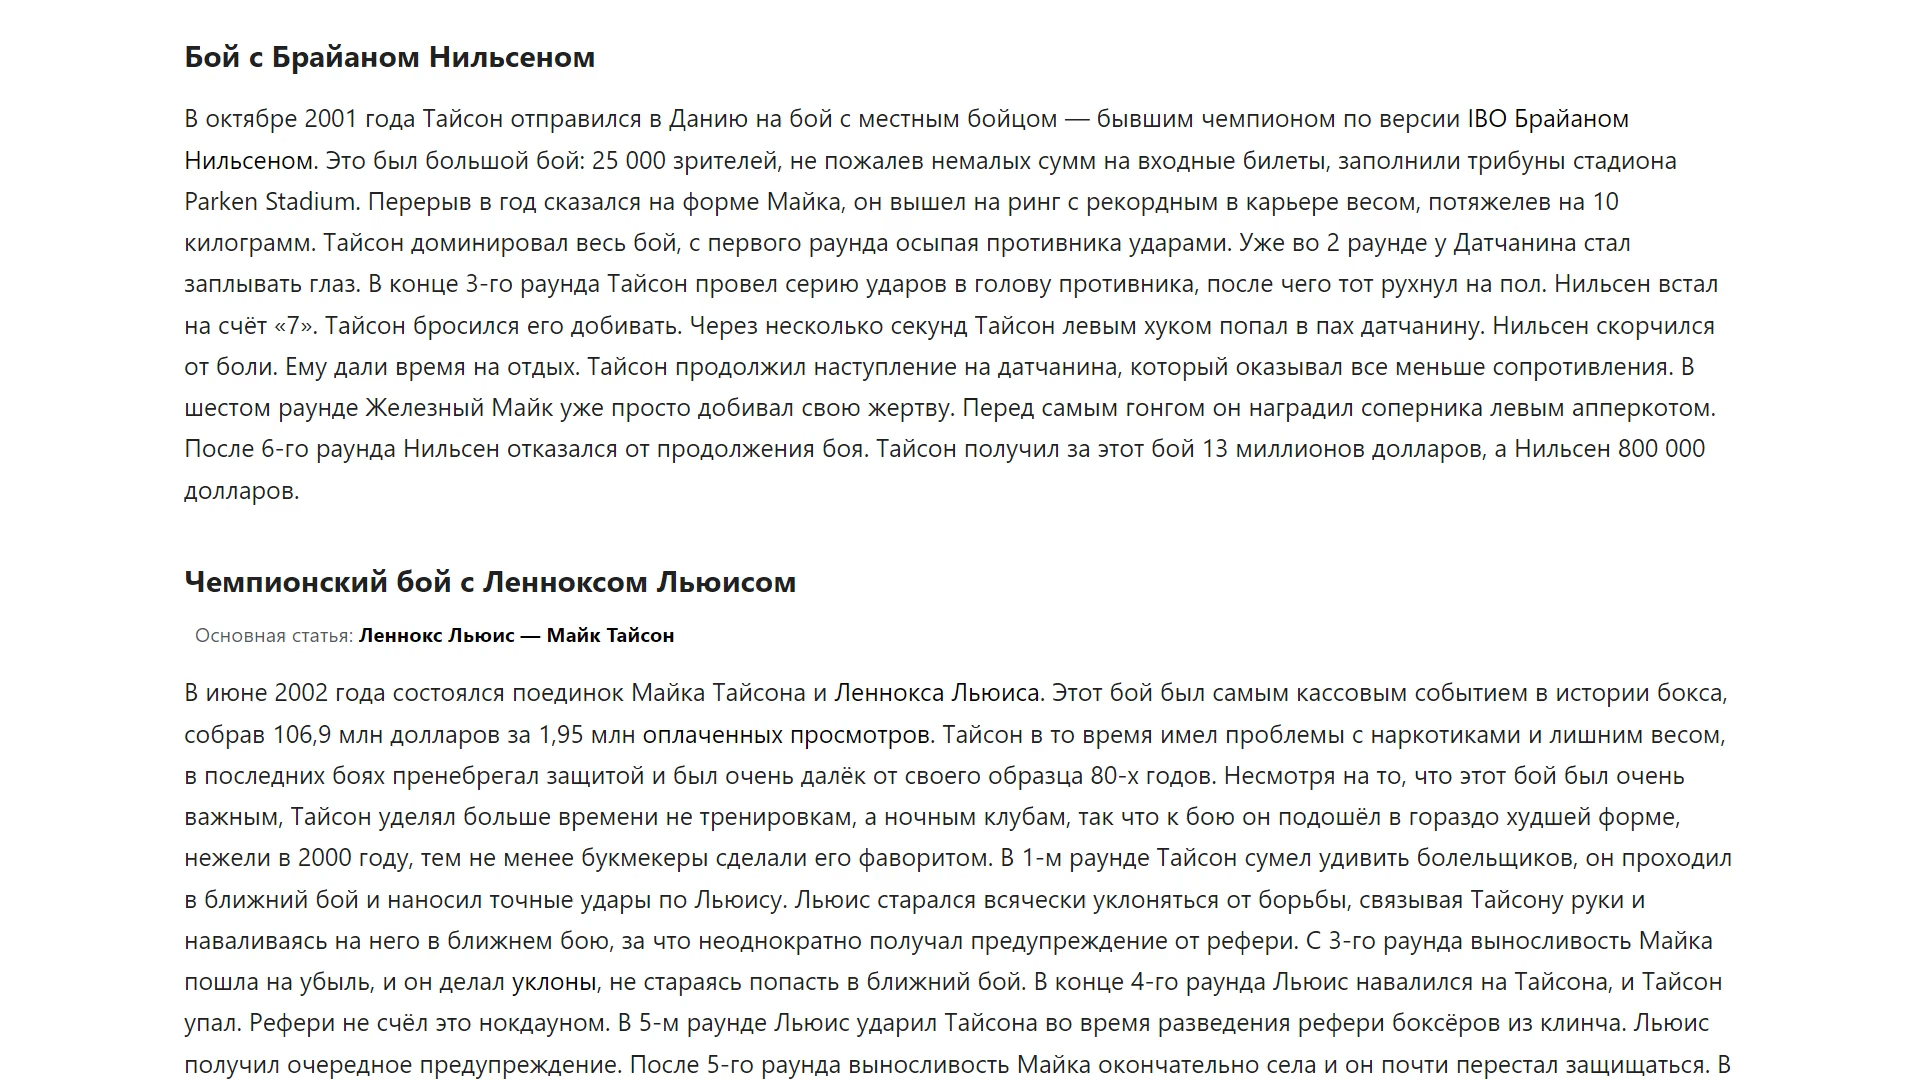 Бой с Брайаном Нильсеном
В октябре 2001 года Тайсон отправился в Данию на бой с местным бойцом — бывшим чемпионом по версии IBO Брайаном
Нильсеном. Это был большой бой: 25 000 зрителей, не пожалев немалых сумм на входные билеты, заполнили трибуны стадиона
Parken Stadium. Перерыв в год сказался на форме Майка, он вышел на ринг с рекордным в карьере весом, потяжелев на 10
килограмм. Тайсон доминировал весь бой, с первого раунда осыпая противника ударами. Уже во 2 раунде у Датчанина стал
заплывать глаз. В конце 3-го раунда Тайсон провел серию ударов в голову противника, после чего тот рухнул на пол. Нильсен встал
на счёт «7». Тайсон бросился его добивать. Через несколько секунд Тайсон левым хуком попал в пах датчанину. Нильсен скорчился
от боли. Ему дали время на отдых. Тайсон продолжил наступление на датчанина, который оказывал все меньше сопротивления. В
шестом раунде Железный Майк уже просто добивал свою жертву. Перед самым гонгом он наградил соперника левым апперкотом.
После 6-го раунда Нильсен отказался от продолжения боя. Тайсон получил за этот бой 13 миллионов долларов, а Нильсен 800 000
долларов.
Чемпионский бой с Ленноксом Льюисом
Основная статья: Леннокс Льюис — Майк Тайсон
В июне 2002 года состоялся поединок Майка Тайсона и Леннокса Льюиса. Этот бой был самым кассовым событием в истории бокса,
собрав 106,9 млн долларов за 1,95 млн оплаченных просмотров. Тайсон в то время имел проблемы с наркотиками и лишним весом,
в последних боях пренебрегал защитой и был очень далёк от своего образца 80-х годов. Несмотря на то, что этот бой был очень
важным, Тайсон уделял больше времени не тренировкам, а ночным клубам, так что к бою он подошёл в гораздо худшей форме,
нежели в 2000 году, тем не менее букмекеры сделали его фаворитом. В 1-м раунде Тайсон сумел удивить болельщиков, он проходил
в ближний бой и наносил точные удары по Льюису. Льюис старался всячески уклоняться от борьбы, связывая Тайсону руки и
наваливаясь на него в ближнем бою, за что неоднократно получал предупреждение от рефери. С 3-го раунда выносливость Майка
пошла на убыль, и он делал уклоны, не стараясь попасть в ближний бой. В конце 4-го раунда Льюис навалился на Тайсона, и Тайсон
упал. Рефери не счёл это нокдауном. В 5-м раунде Льюис ударил Тайсона во время разведения рефери боксёров из клинча. Льюис
получил очередное предупреждение. После 5-го раунда выносливость Майка окончательно села и он почти перестал защищаться. В